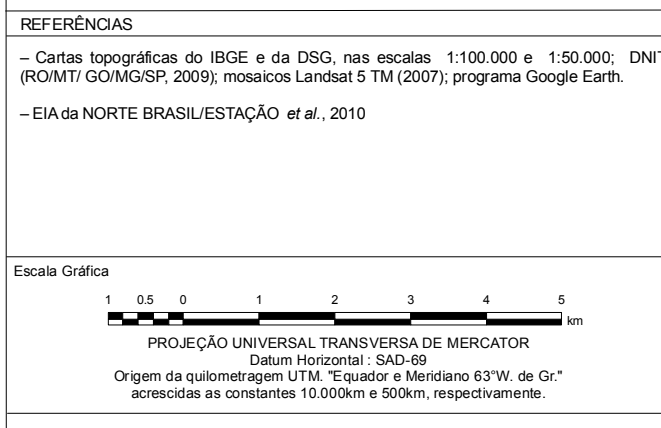 REFERÊNCIAS
– Cartas topográficas do IBGE e da DSG, nas escalas 1:100.000 e 1:50.000; DNIT
(RO/MT/ GO/MG/SP, 2009); mosaicos Landsat 5 TM (2007); programa Google Earth.
– EIA da NORTE BRASIL/ESTAÇÃO et al., 2010
Escala Gráfica
1 0.5 0 1 2 3 4 5
km
PROJEÇÃO UNIVERSAL TRANSVERSA DE MERCATOR
Datum Horizontal : SAD-69
Origem da quilometragem UTM. "Equador e Meridiano 63°W. de Gr."
acrescidas as constantes 10.000km e 500km, respectivamente.